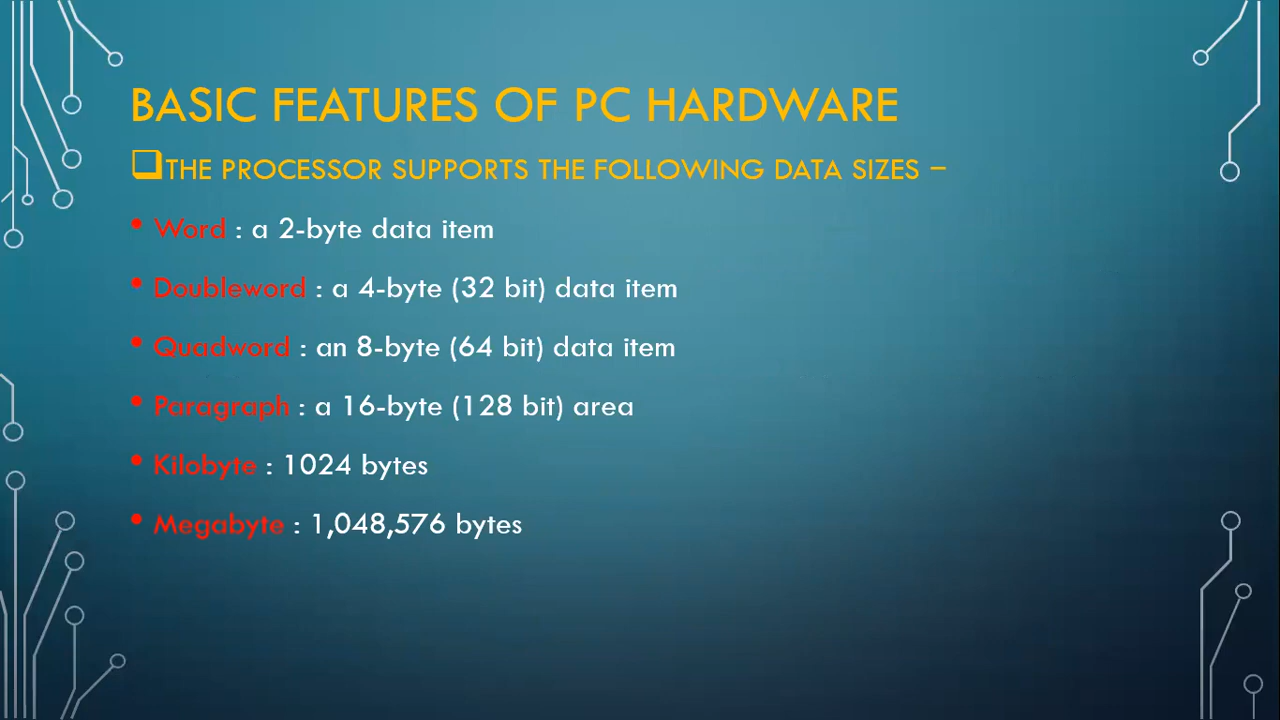 BASIC FEATURES OF PC HARDWARE
❑THE PROCESSOR SUPPORTS THE FOLLOWING DATA SIZES –
• Word : a 2-byte data item
• Doubleword : a 4-byte (32 bit) data item
• Quadword : an 8-byte (64 bit) data item
• Paragraph : a 16-byte (128 bit) area
• Kilobyte : 1024 bytes
• Megabyte : 1,048,576 bytes